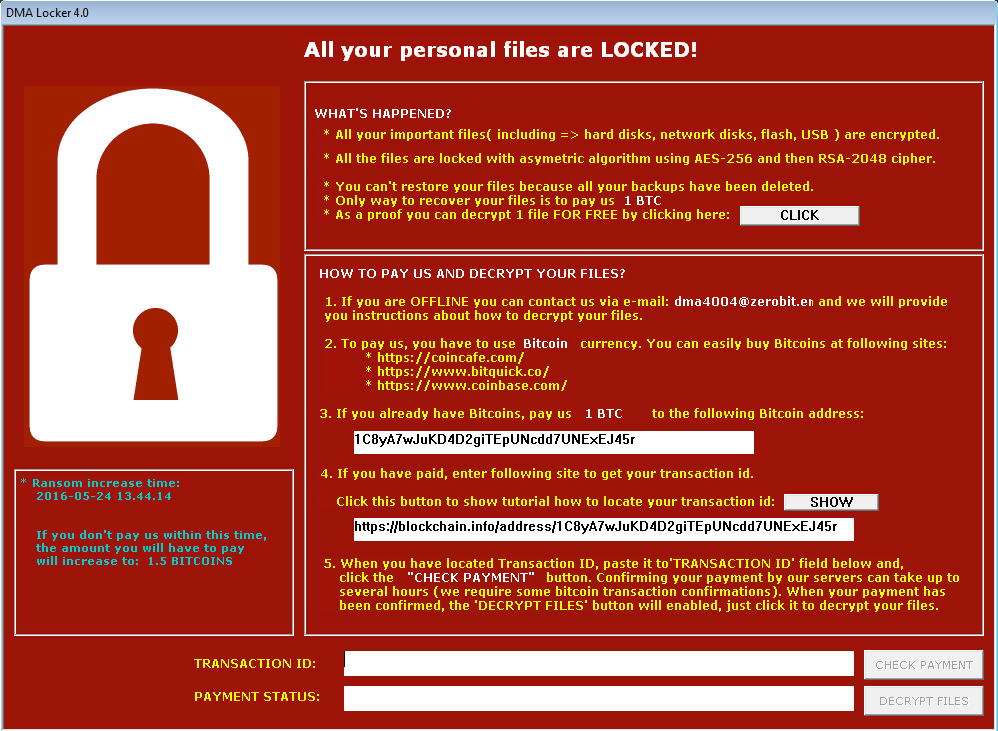 DMA Locker 4.0
All your personal files are LOCKED!
WHAT'S HAPPENED?
* All your important files( including => hard disks, network disks, flash, USB ) are encrypted.
* All the files are locked with asymetric algorithm using AES-256 and then RSA-2048 cipher.
* You can't restore your files because all your backups have been deleted.
* Only way to recover your files is to pay us 1 BTC
* As a proof you can decrypt 1 file FOR FREE by clicking here: CLICK
HOW TO PAY US AND DECRYPT YOUR FILES?
1. If you are OFFLINE you can contact us via e-mail: dma4004@zerobit.em and we will provide
you instructions about how to decrypt your files.
2. To pay us, you have to use Bitcoin currency. You can easily buy Bitcoins at following sites:
* https://coincafe.com/
* https://www.bitquick.co/
* https://www.coinbase.com/
3. If you already have Bitcoins, pay us 1 BTC to the following Bitcoin address:
1C8yA7wJuKD4D2giTEpUNcdd7UNExEJ45r
4. If you have paid, enter following site to get your transaction id.
Click this button to show tutorial how to locate your transaction id: SHOW
https://blockchain.info/address/1C8yA7wJuKD4D2giTEpUNcdd7UNExEJ45r
5. When you have located Transaction ID, paste it to'TRANSACTION ID' field below and,
click the "CHECK PAYMENT" button. Confirming your payment by our servers can take up to
several hours (we require some bitcoin transaction confirmations). When your payment has
been confirmed, the 'DECRYPT FILES' button will enabled, just click it to decrypt your files.
* Ransom increase time:
2016-05-24 13.44.14
If you don't pay us within this time,
the amount you will have to pay
will increase to: 1.5 BITCOINS
TRANSACTION ID:
CHECK PAYMENT
PAYMENT STATUS:
DECRYPT FILES